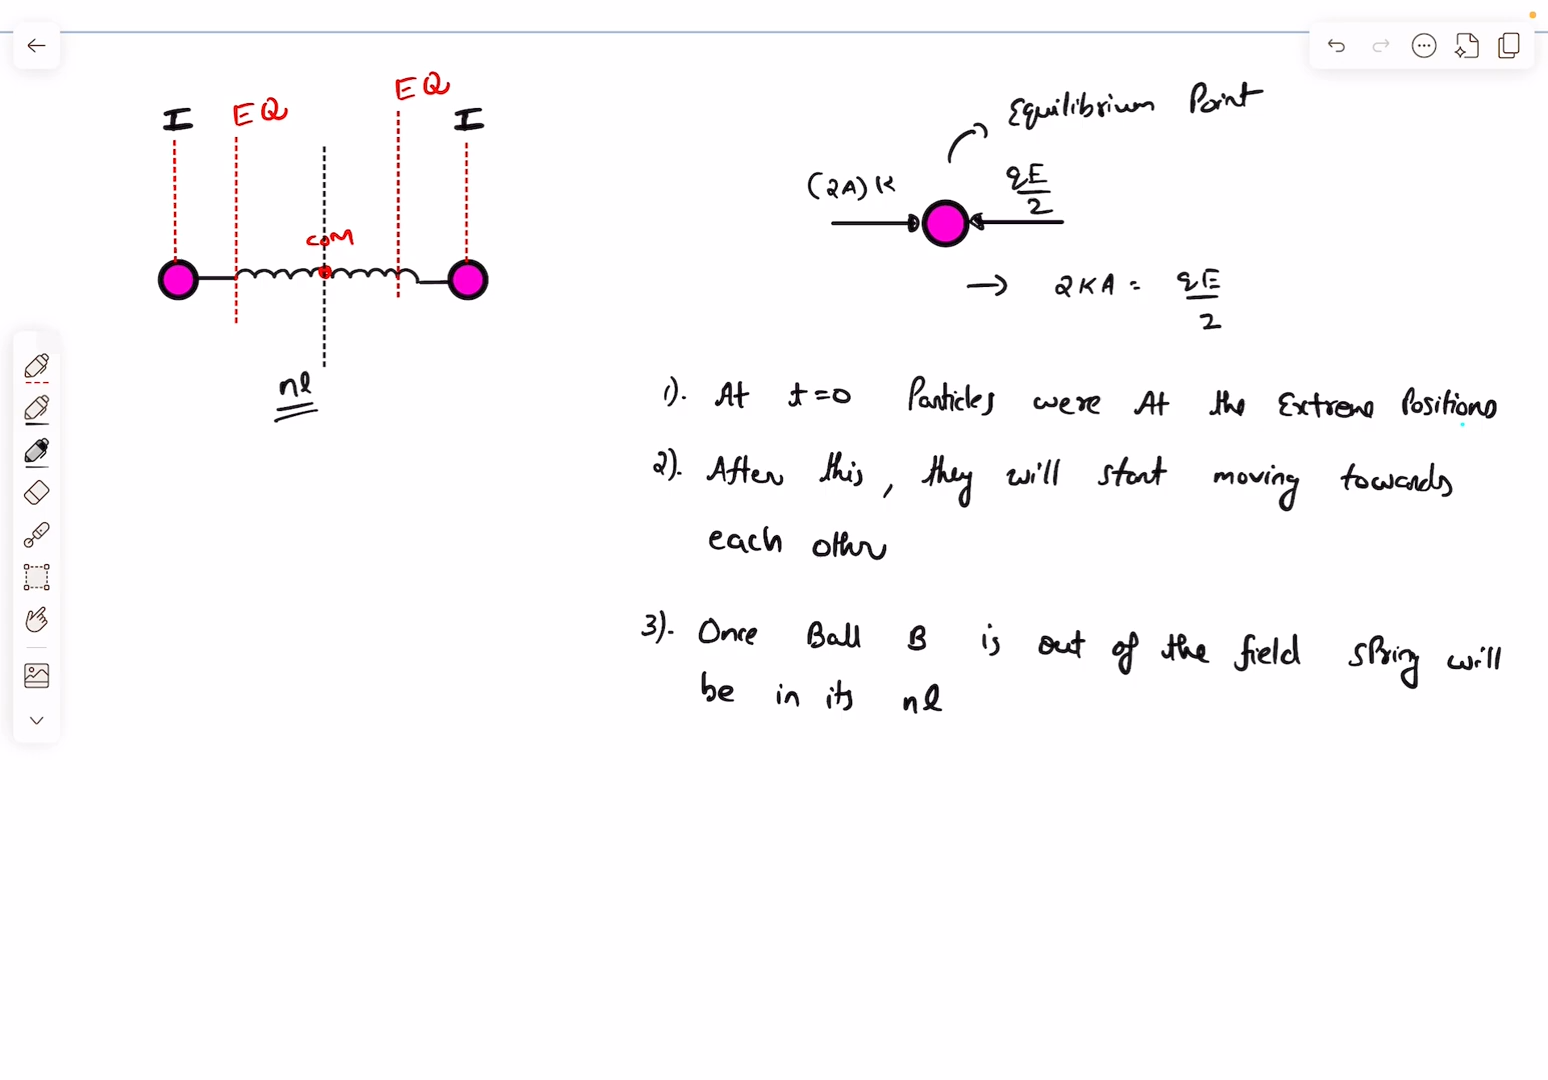 I EQ EQ I
COM
nl
Equilibrium Point
(2A)K qE/2
→ 2KA = qE/2
1). At t=0 Particles were At the Extreme Positions
2). After this, they will start moving towards
each other
3). Once Ball B is out of the field spring will
be in its nl